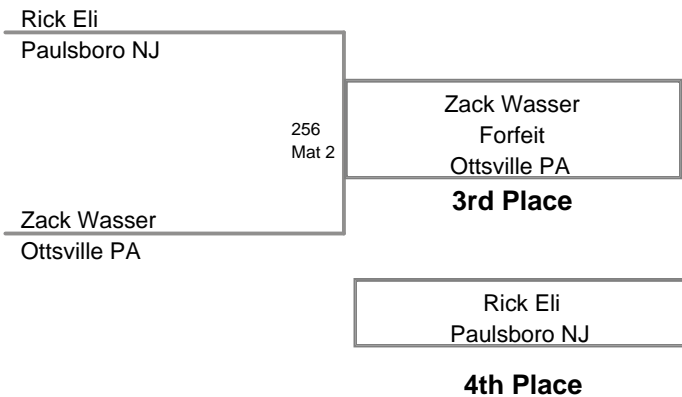 Rick Eli
Paulsboro NJ
256
Mat 2
Zack Wasser
Forfeit
Ottsville PA
3rd Place
Zack Wasser
Ottsville PA
Rick Eli
Paulsboro NJ
4th Place